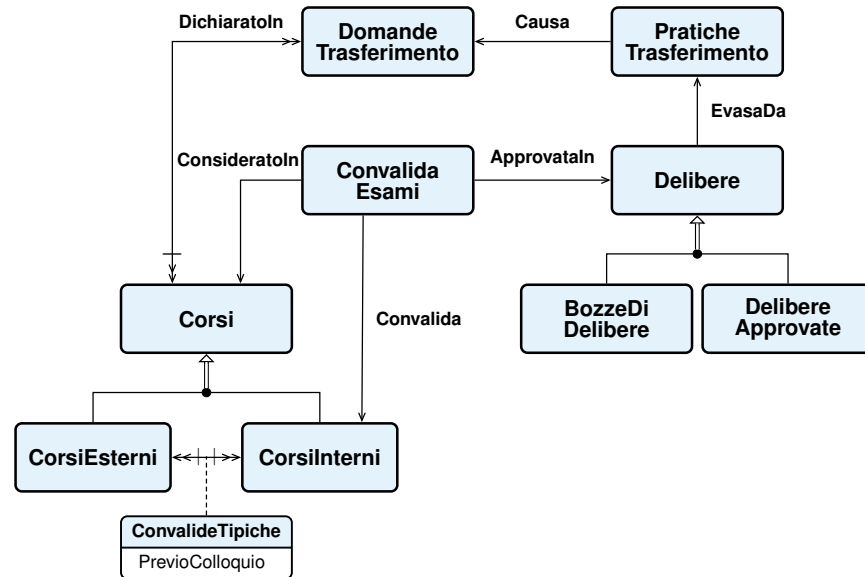 DichiaratoIn
Domande
Trasferimento
Causa
Pratiche
Trasferimento
EvasaDa
ConsideratoIn
Convalida
Esami
ApprovataIn
Delibere
Corsi
Convalida
BozzeDi
Delibere
Delibere
Approvate
CorsiEsterni
CorsiInterni
ConvalideTipiche
PrevioColloquio